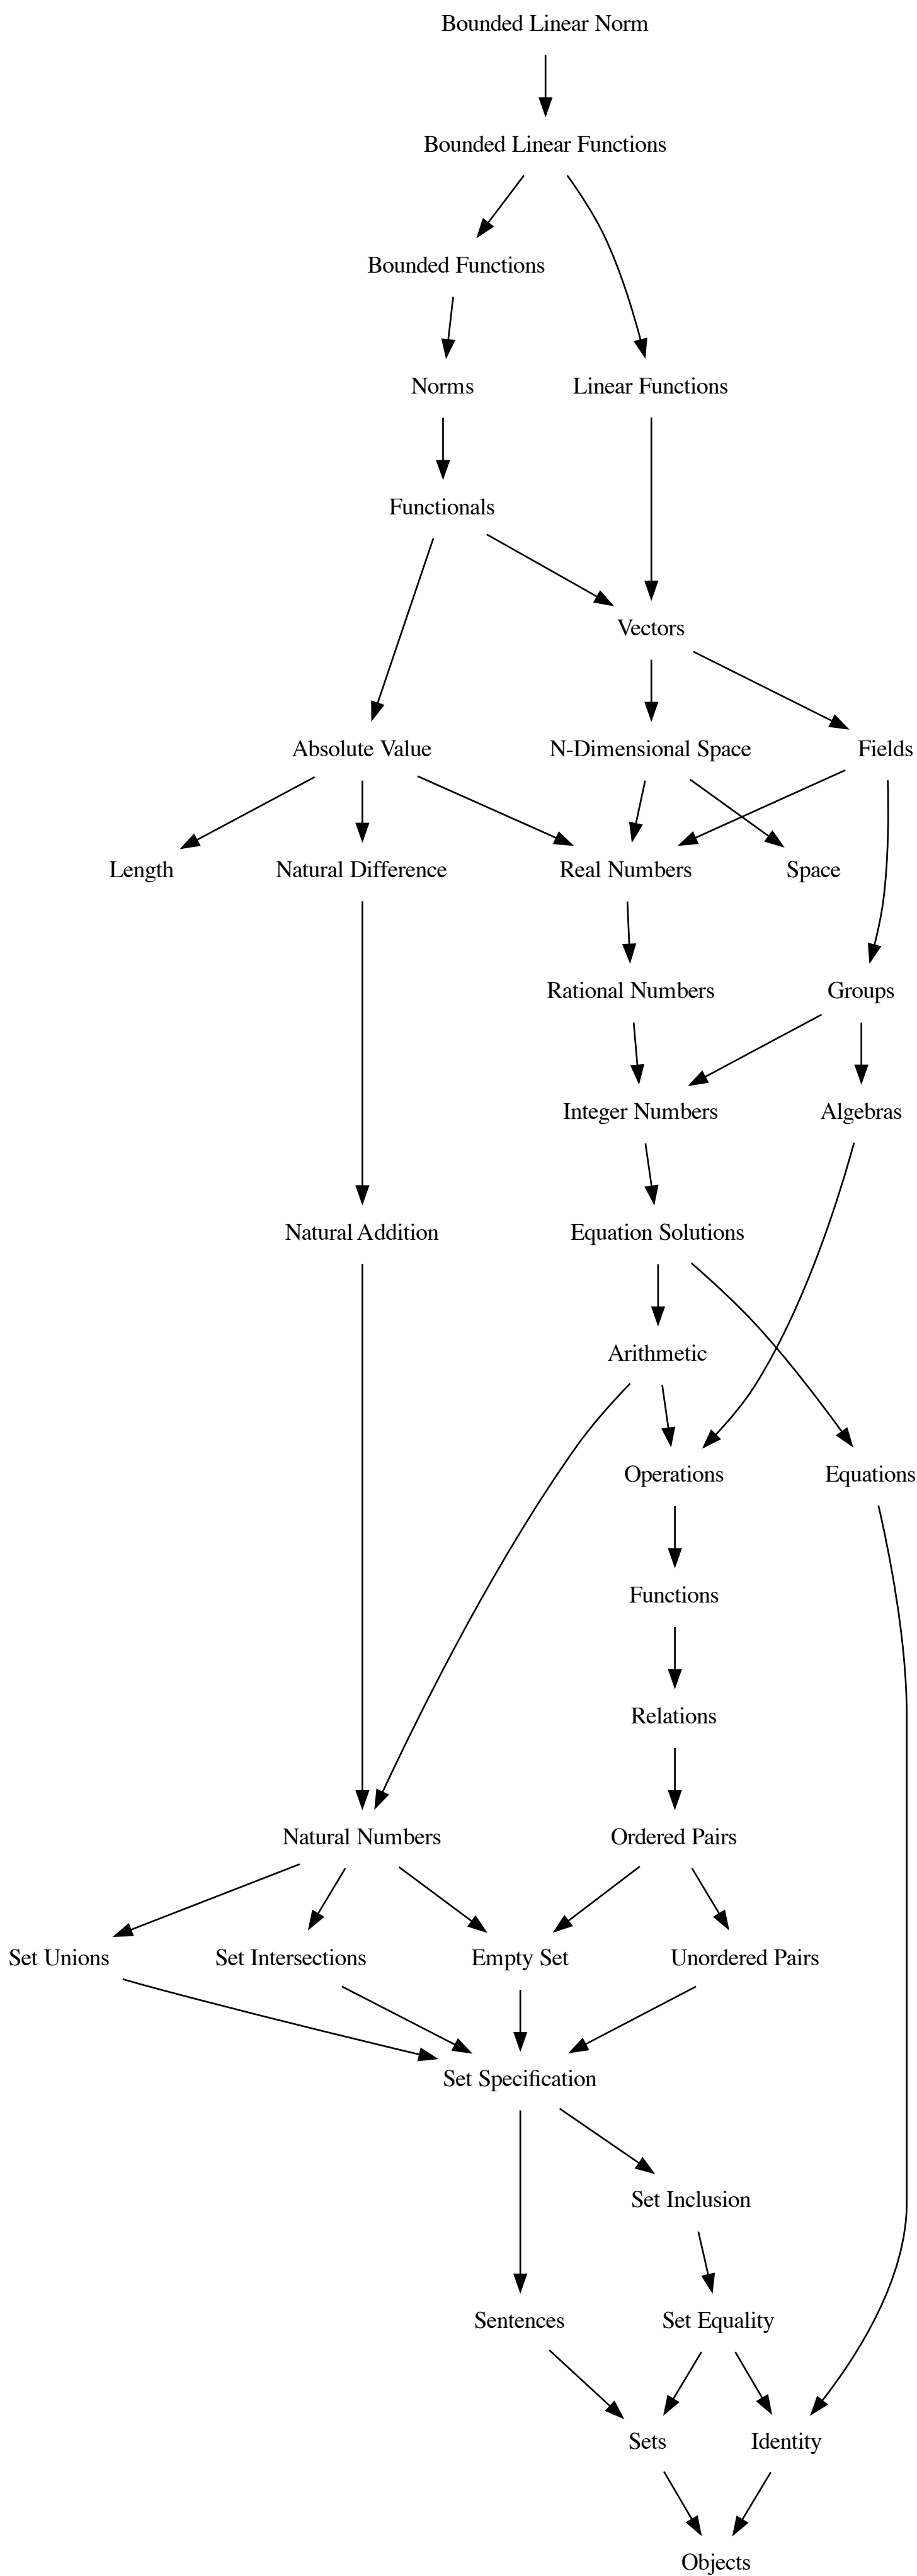 Bounded Linear Norm
Bounded Linear Functions
Bounded Functions
Norms
Linear Functions
Functionals
Vectors
Absolute Value
N-Dimensional Space
Fields
Length
Natural Difference
Real Numbers
Space
Rational Numbers
Groups
Integer Numbers
Algebras
Natural Addition
Equation Solutions
Arithmetic
Operations
Equations
Functions
Relations
Natural Numbers
Ordered Pairs
Set Unions
Set Intersections
Empty Set
Unordered Pairs
Set Specification
Set Inclusion
Sentences
Set Equality
Sets
Identity
Objects